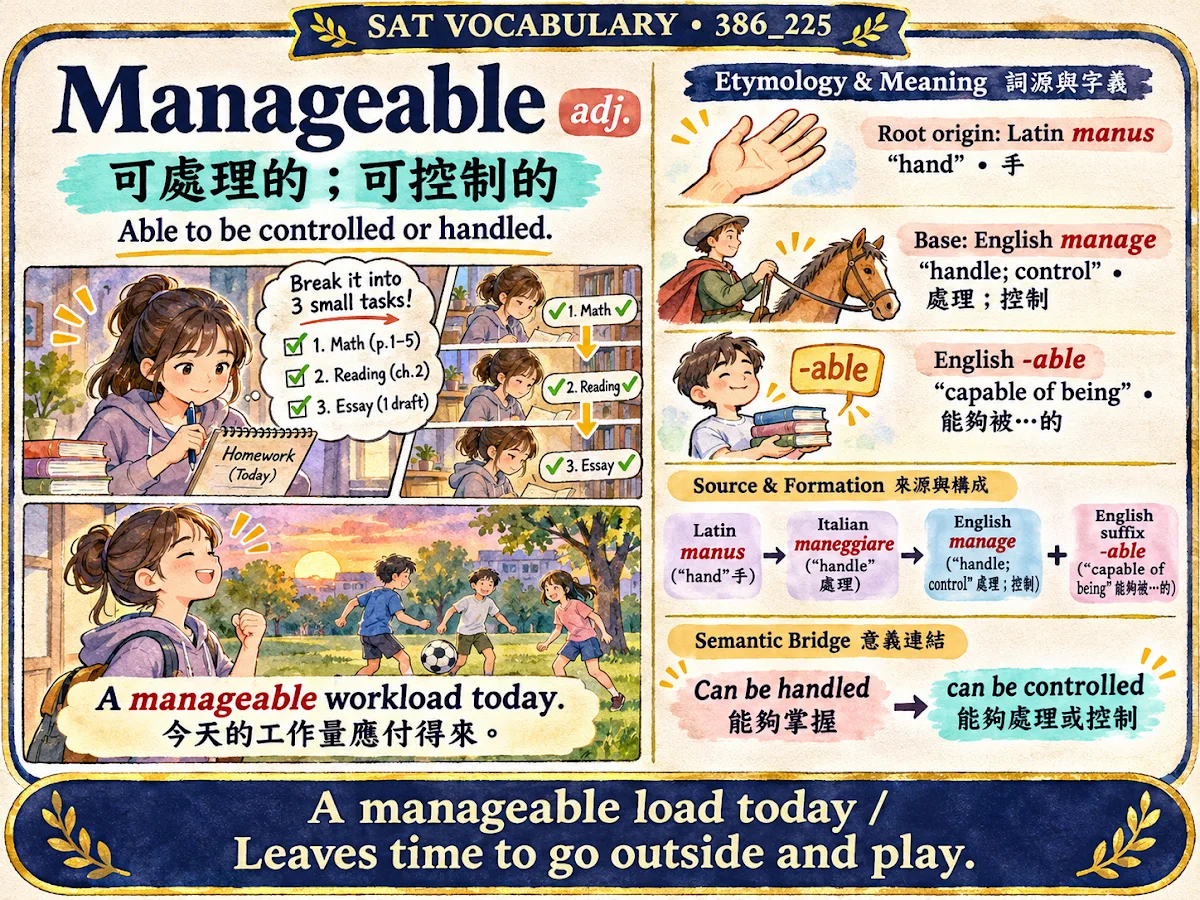 SAT VOCABULARY • 386_225
Manageable adj.
可處理的；可控制的
Able to be controlled or handled.
Break it into
3 small tasks!
1. Math (p.1–5)
2. Reading (ch.2)
3. Essay (1 draft)
Homework
(Today)
1. Math
2. Reading
3. Essay
A manageable workload today.
今天的工作量應付得來。
Etymology & Meaning 詞源與字義
Root origin: Latin manus
“hand” • 手
Base: English manage
“handle; control” •
處理；控制
-able
English -able
“capable of being” •
能夠被⋯的
Source & Formation 來源與構成
Latin
manus
(“hand”手)
Italian
maneggiare
(“handle”
處理)
English
manage
(“handle;
control” 處理；控制)
+
English
suffix
-able
(“capable of
being” 能夠被⋯的)
Semantic Bridge 意義連結
Can be handled
能夠掌握
can be controlled
能夠處理或控制
A manageable load today /
Leaves time to go outside and play.